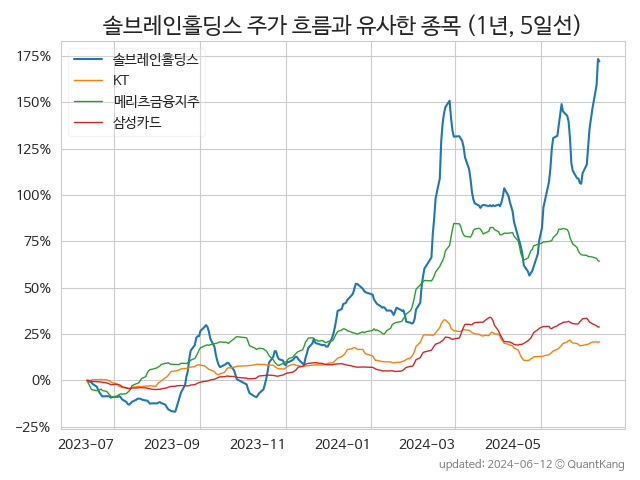 솔브레인홀딩스 주가 흐름과 유사한 종목 (1년, 5일선)
175%
150%
125%
100%
75%
50%
25%
0%
−25%
솔브레인홀딩스
KT
메리츠금융지주
삼성카드
2023-07
2023-09
2023-11
2024-01
2024-03
2024-05
updated: 2024-06-12 © QuantKang